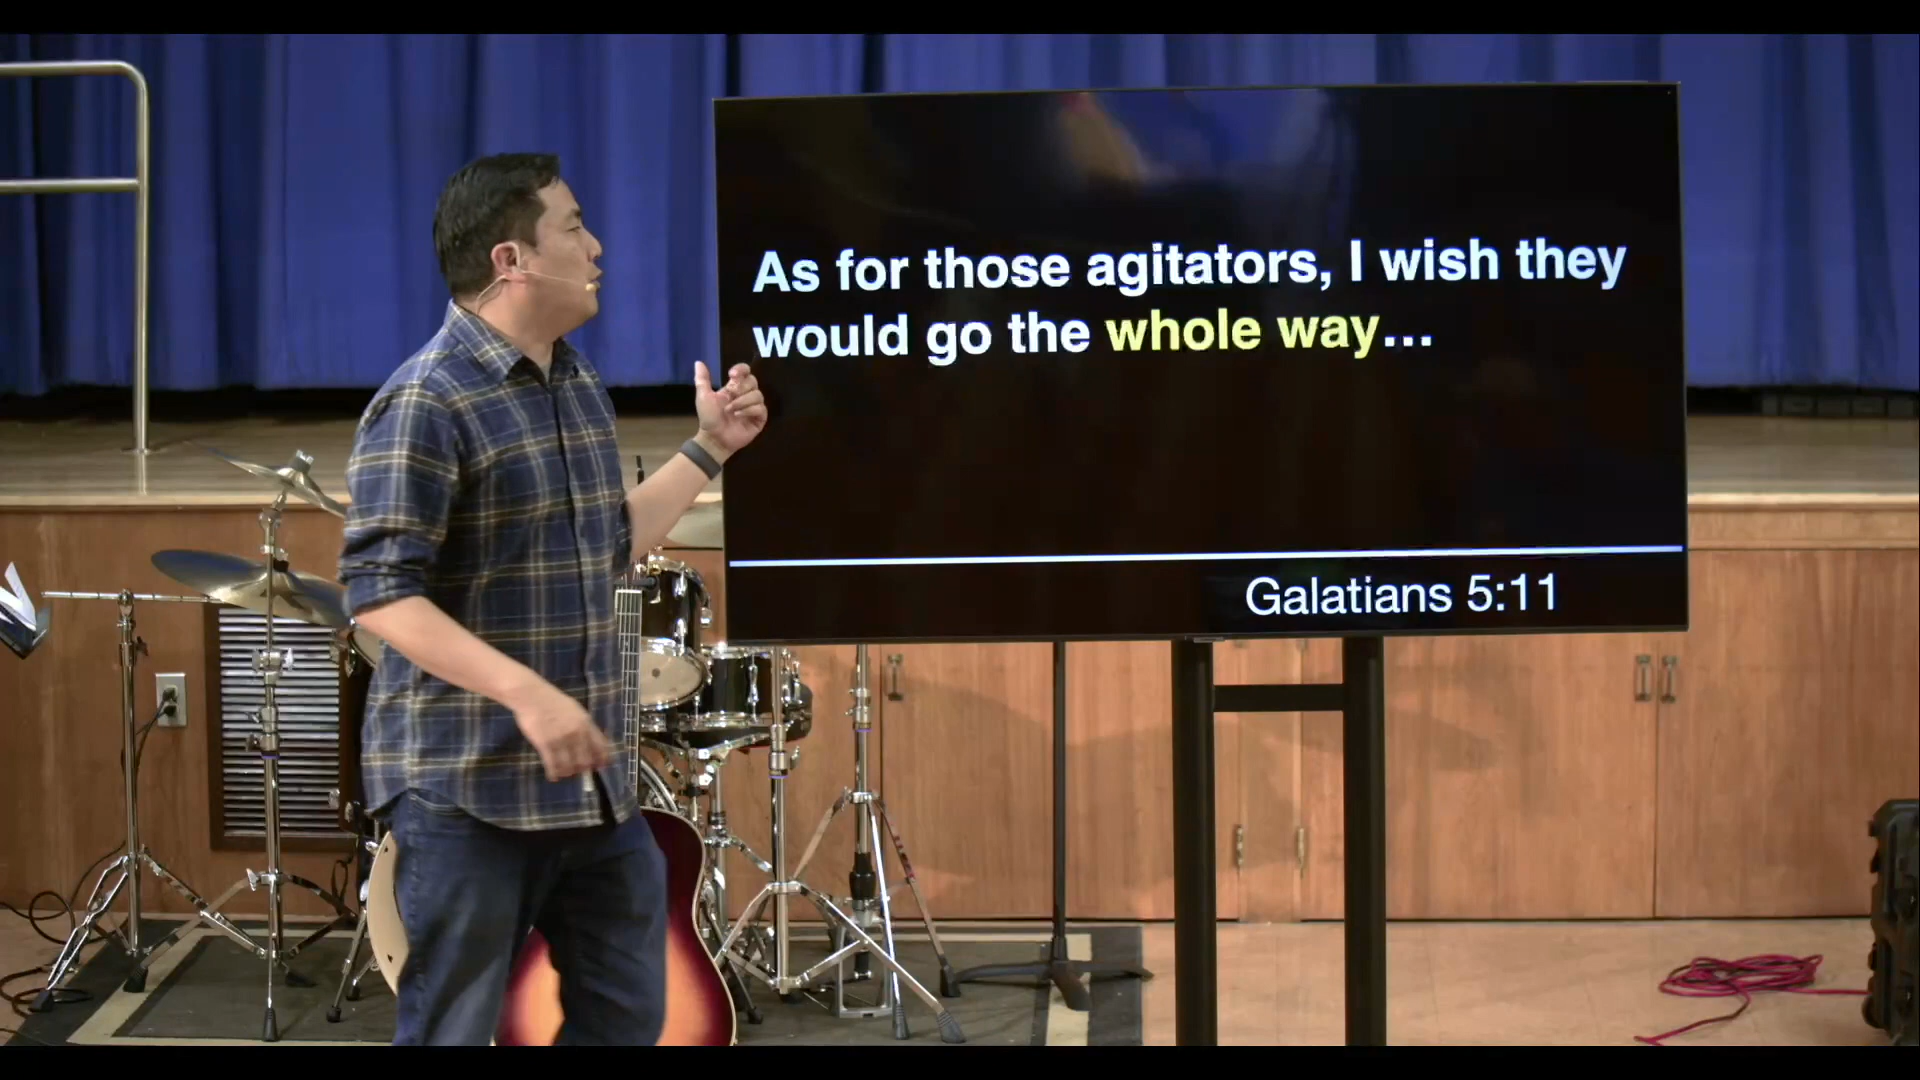 As for those agitators, I wish they
would go the whole way...
Galatians 5:11